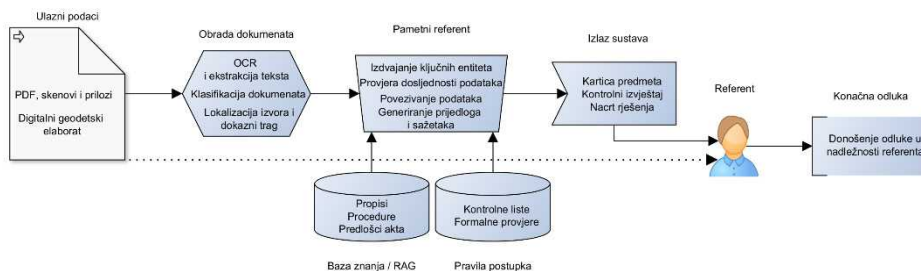 Ulazni podaci
PDF, skenovi i prilozi
Digitalni geodetski
elaborat
Obrada dokumenata
OCR
i ekstrakcija teksta
Klasifikacija dokumenata
Lokalizacija izvora i
dokazni trag
Pametni referent
Izdvajanje ključnih entiteta
Provjera dosljednosti podataka
Povezivanje podataka
Generiranje prijedloga
i sažetaka
Izlaz sustava
Kartica predmeta
Kontrolni izvještaj
Nacrt rješenja
Referent
Konačna odluka
Donošenje odluke u
nadležnosti referenta
Propisi
Procedure
Predlošci akta
Baza znanja / RAG
Kontrolne liste
Formalne provjere
Pravila postupka